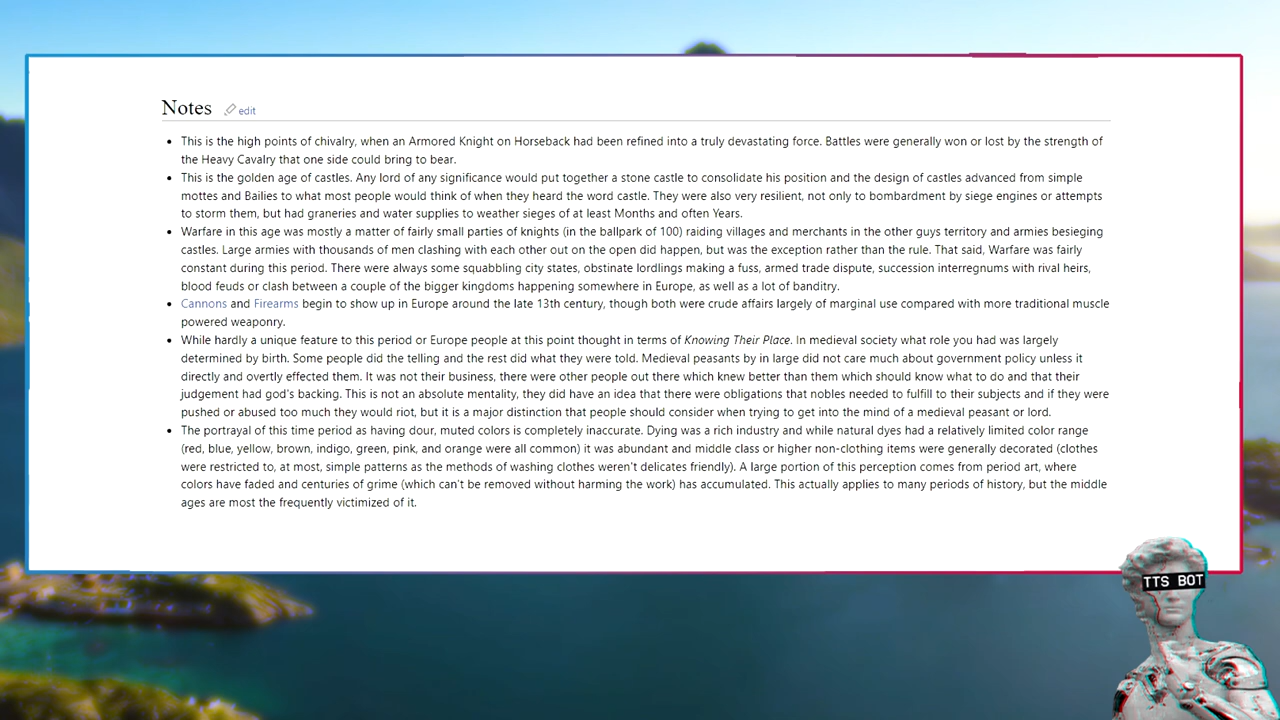 Notes edit
This is the high points of chivalry, when an Armored Knight on Horseback had been refined into a truly devastating force. Battles were generally won or lost by the strength of
the Heavy Cavalry that one side could bring to bear.
This is the golden age of castles. Any lord of any significance would put together a stone castle to consolidate his position and the design of castles advanced from simple
mottes and Bailies to what most people would think of when they heard the word castle. They were also very resilient, not only to bombardment by siege engines or attempts
to storm them, but had graneries and water supplies to weather sieges of at least Months and often Years.
Warfare in this age was mostly a matter of fairly small parties of knights (in the ballpark of 100) raiding villages and merchants in the other guys territory and armies besieging
castles. Large armies with thousands of men clashing with each other out on the open did happen, but was the exception rather than the rule. That said, Warfare was fairly
constant during this period. There were always some squabbling city states, obstinate lordlings making a fuss, armed trade dispute, succession interregnums with rival heirs,
blood feuds or clash between a couple of the bigger kingdoms happening somewhere in Europe, as well as a lot of banditry.
Cannons and Firearms begin to show up in Europe around the late 13th century, though both were crude affairs largely of marginal use compared with more traditional muscle
powered weaponry.
While hardly a unique feature to this period or Europe people at this point thought in terms of Knowing Their Place. In medieval society what role you had was largely
determined by birth. Some people did the telling and the rest did what they were told. Medieval peasants by in large did not care much about government policy unless it
directly and overtly effected them. It was not their business, there were other people out there which knew better than them which should know what to do and that their
judgement had god's backing. This is not an absolute mentality, they did have an idea that there were obligations that nobles needed to fulfill to their subjects and if they were
pushed or abused too much they would riot, but it is a major distinction that people should consider when trying to get into the mind of a medieval peasant or lord.
The portrayal of this time period as having dour, muted colors is completely inaccurate. Dying was a rich industry and while natural dyes had a relatively limited color range
(red, blue, yellow, brown, indigo, green, pink, and orange were all common) it was abundant and middle class or higher non-clothing items were generally decorated (clothes
were restricted to, at most, simple patterns as the methods of washing clothes weren't delicates friendly). A large portion of this perception comes from period art, where
colors have faded and centuries of grime (which can't be removed without harming the work) has accumulated. This actually applies to many periods of history, but the middle
ages are most the frequently victimized of it.
TTS BOT